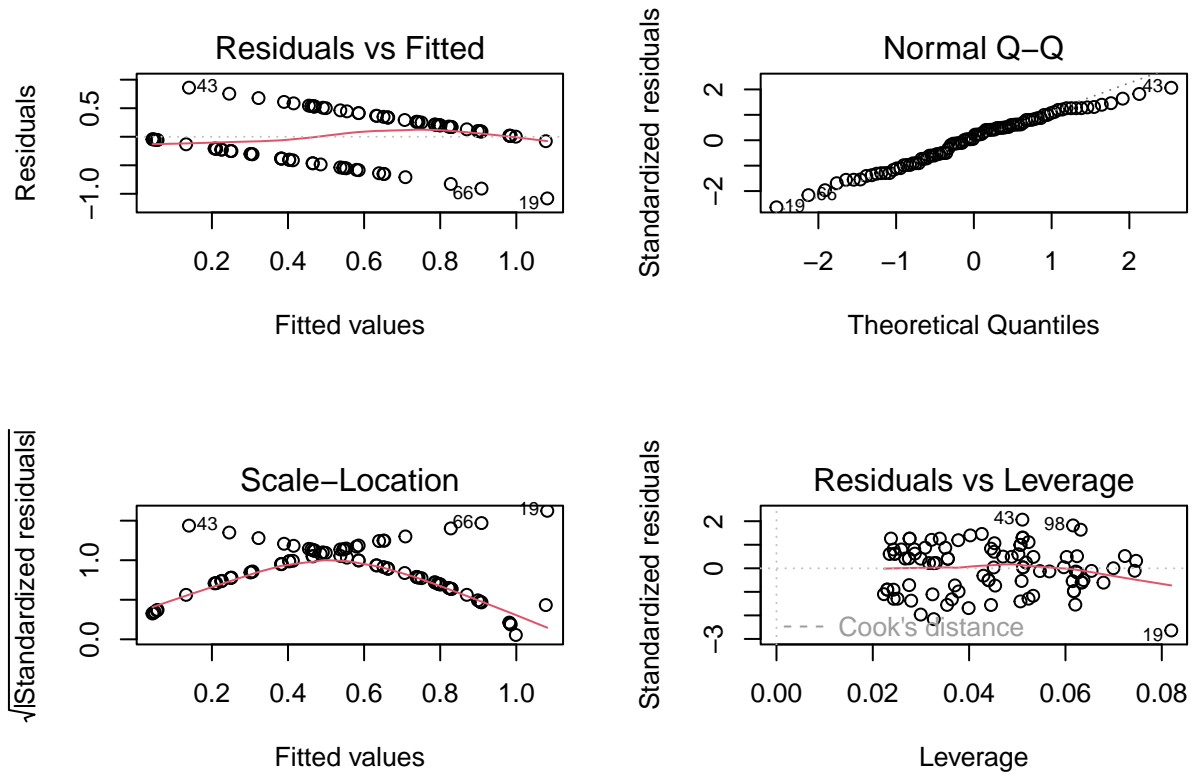 Residuals vs Fitted
Residuals
0.5
−1.0
43
66
19
0.2 0.4 0.6 0.8 1.0
Fitted values
Normal Q−Q
Standardized residuals
2
0
−2
43
19
66
−2 −1 0 1 2
Theoretical Quantiles
Scale−Location
√|Standardized residuals|
1.0
0.0
43
66
19
0.2 0.4 0.6 0.8 1.0
Fitted values
Residuals vs Leverage
Standardized residuals
2
0
−3
43
98
19
Cook's distance
0.00 0.02 0.04 0.06 0.08
Leverage